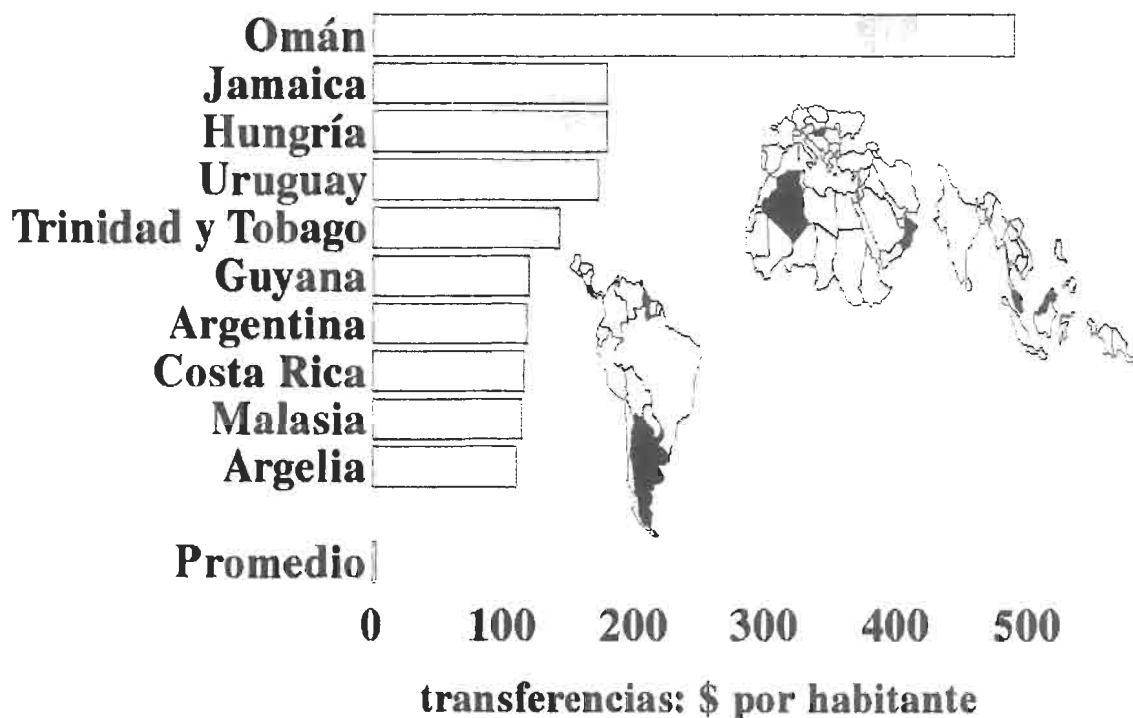 Omán
Jamaica
Hungría
Uruguay
Trinidad y Tobago
Guyana
Argentina
Costa Rica
Malasia
Argelia
Promedio
0 100 200 300 400 500
transferencias: $ por habitante